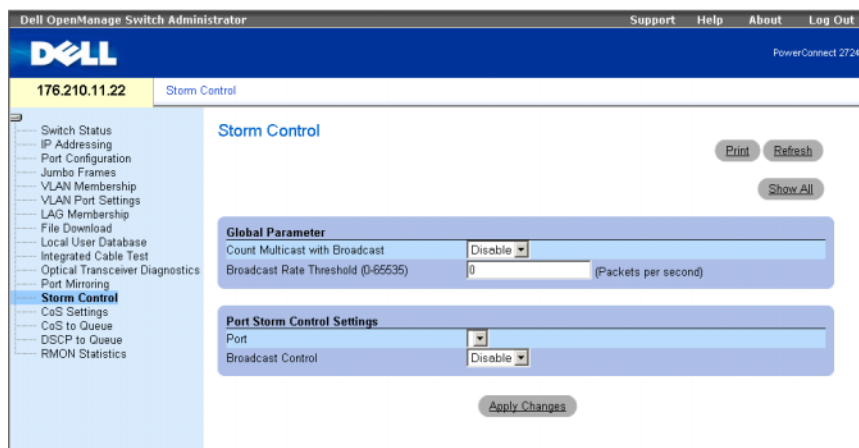 Dell OpenManage Switch Administrator Support Help About Log Out
DELL
PowerConnect 2724
176.210.11.22 Storm Control
Switch Status
IP Addressing
Port Configuration
Jumbo Frames
VLAN Membership
VLAN Port Settings
LAG Membership
File Download
Local User Database
Integrated Cable Test
Optical Transceiver Diagnostics
Port Mirroring
Storm Control
CoS Settings
CoS to Queue
DSCP to Queue
RMON Statistics
Storm Control
Print Refresh
Show All
Global Parameter
Count Multicast with Broadcast Disable
Broadcast Rate Threshold (0-65535) 0 (Packets per second)
Port Storm Control Settings
Port
Broadcast Control Disable
Apply Changes